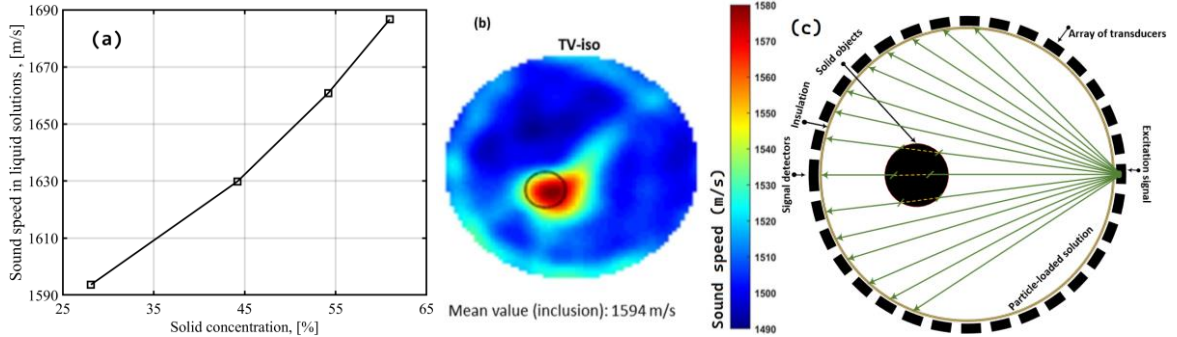 (a)
Sound speed in liquid solutions , [m/s]
1690
1670
1650
1630
1610
1590
25
35
45
55
65
Solid concentration, [%]
(b)
TV-iso
Mean value (inclusion): 1594 m/s
Sound speed (m/s)
1580
1570
1560
1550
1540
1530
1520
1510
1500
1490
(c)
Solid objects
Array of transducers
Insulation
Signal detectors
Excitation signal
Particle-loaded solution